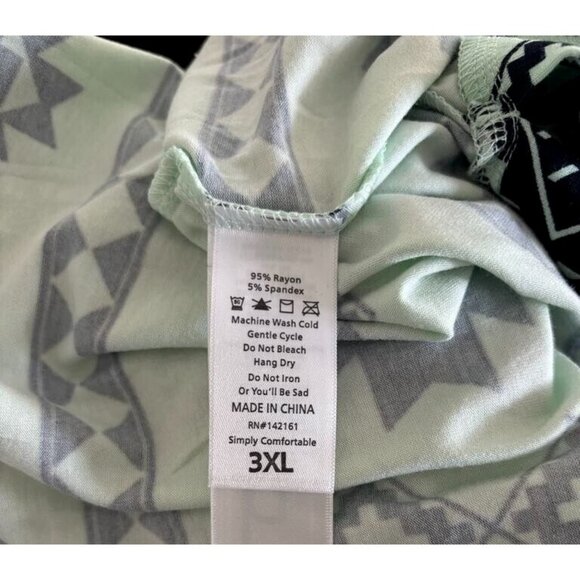 95% Rayon
5% Spandex
Machine Wash Cold
Gentle Cycle
Do Not Bleach
Hang Dry
Do Not Iron
Or You'll Be Sad
MADE IN CHINA
RN#142161
Simply Comfortable
3XL